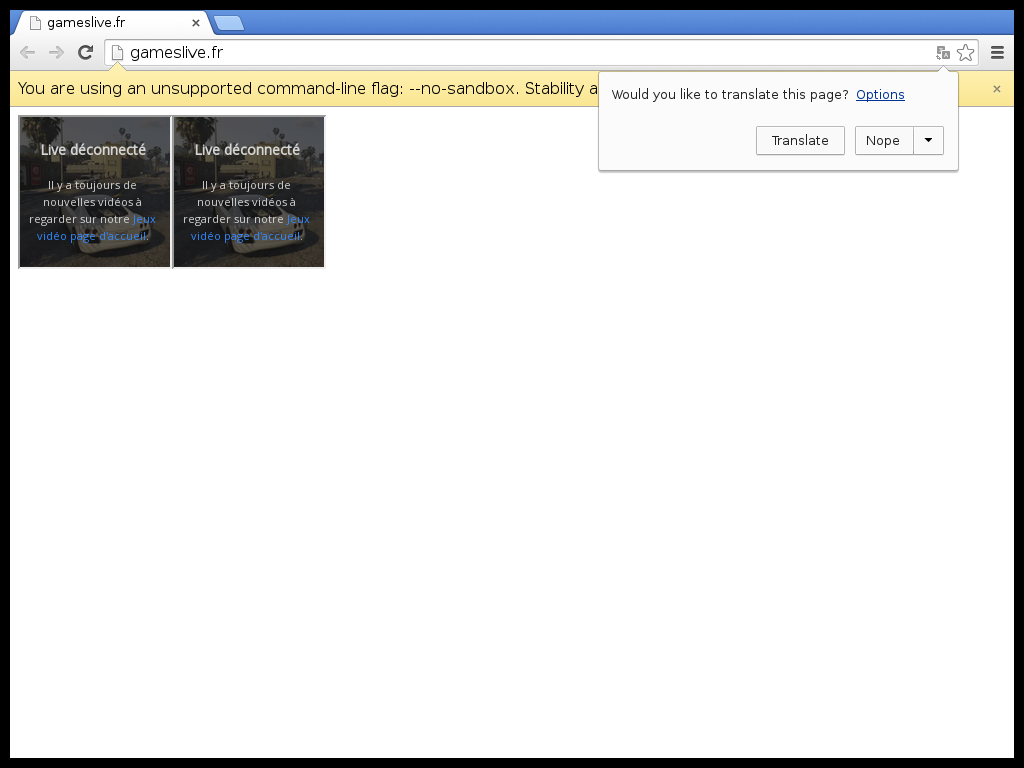 gameslive.fr
gameslive.fr
You are using an unsupported command-line flag: --no-sandbox. Stability a
Would you like to translate this page? Options
Translate Nope
Live déconnecté
Il y a toujours de
nouvelles vidéos à
regarder sur notre Jeux
vidéo page d'accueil.
Live déconnecté
Il y a toujours de
nouvelles vidéos à
regarder sur notre Jeux
vidéo page d'accueil.